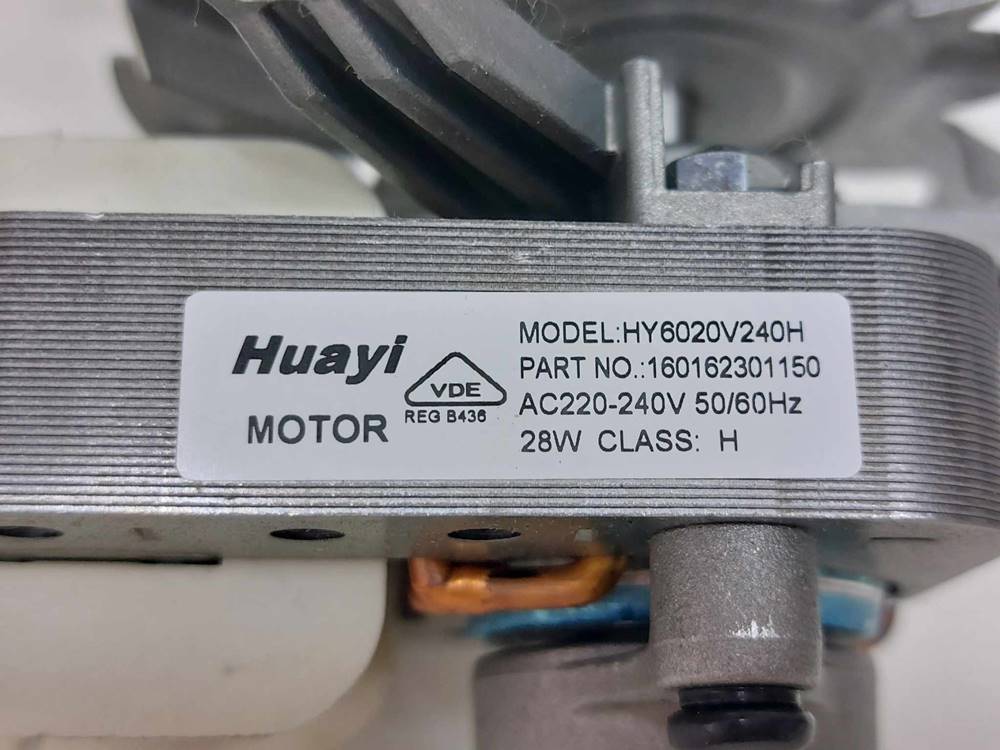 Huayi
MOTOR
VDE
REG B436
MODEL:HY6020V240H
PART NO.:160162301150
AC220-240V 50/60Hz
28W CLASS: H